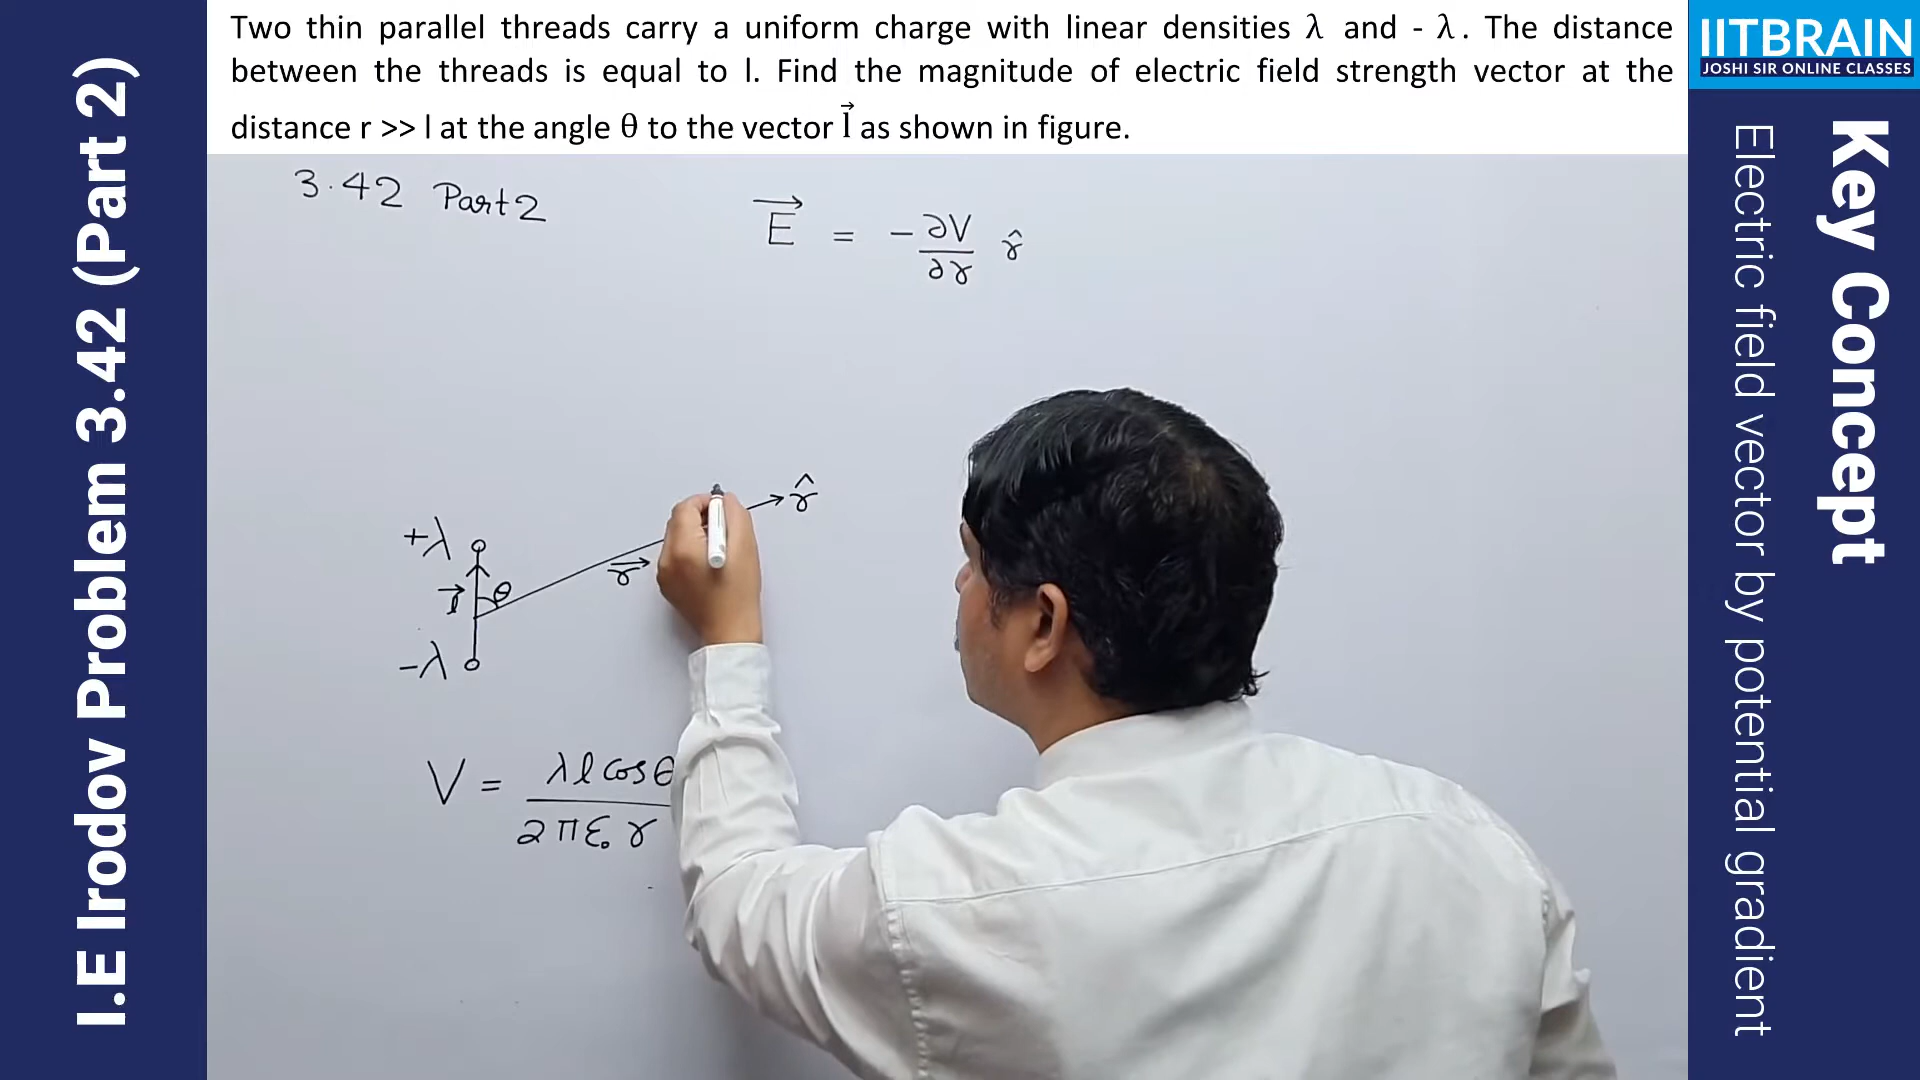 Two thin parallel threads carry a uniform charge with linear densities λ and - λ. The distance
between the threads is equal to l. Find the magnitude of electric field strength vector at the
distance r >> l at the angle θ to the vector l⃗ as shown in figure.
IITBRAIN
JOSHI SIR ONLINE CLASSES
I.E Irodov Problem 3.42 (Part 2)
Key Concept
Electric field vector by potential gradient
3.42 Part 2
E⃗ = -∂V/∂r r̂
r̂
+λ
θ
l⃗
r⃗
-λ
V = λ l cos θ / 2πε₀ r